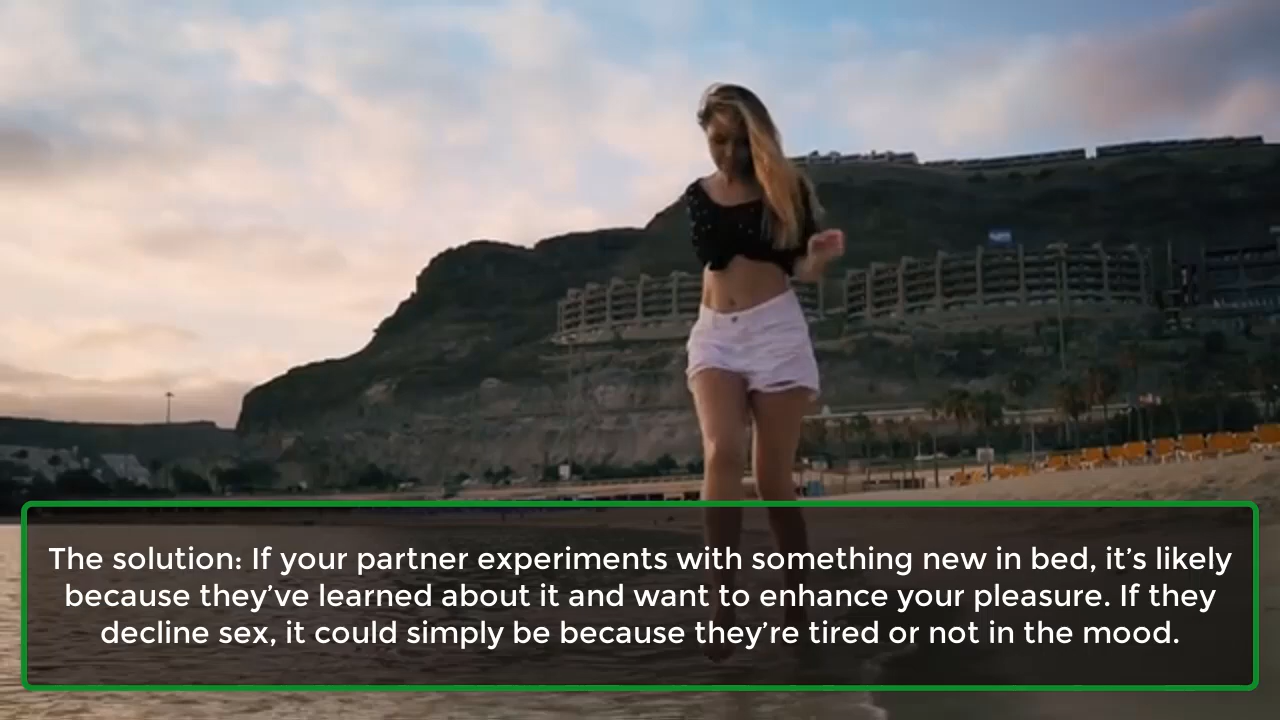 The solution: If your partner experiments with something new in bed, it’s likely
because they’ve learned about it and want to enhance your pleasure. If they
decline sex, it could simply be because they’re tired or not in the mood.